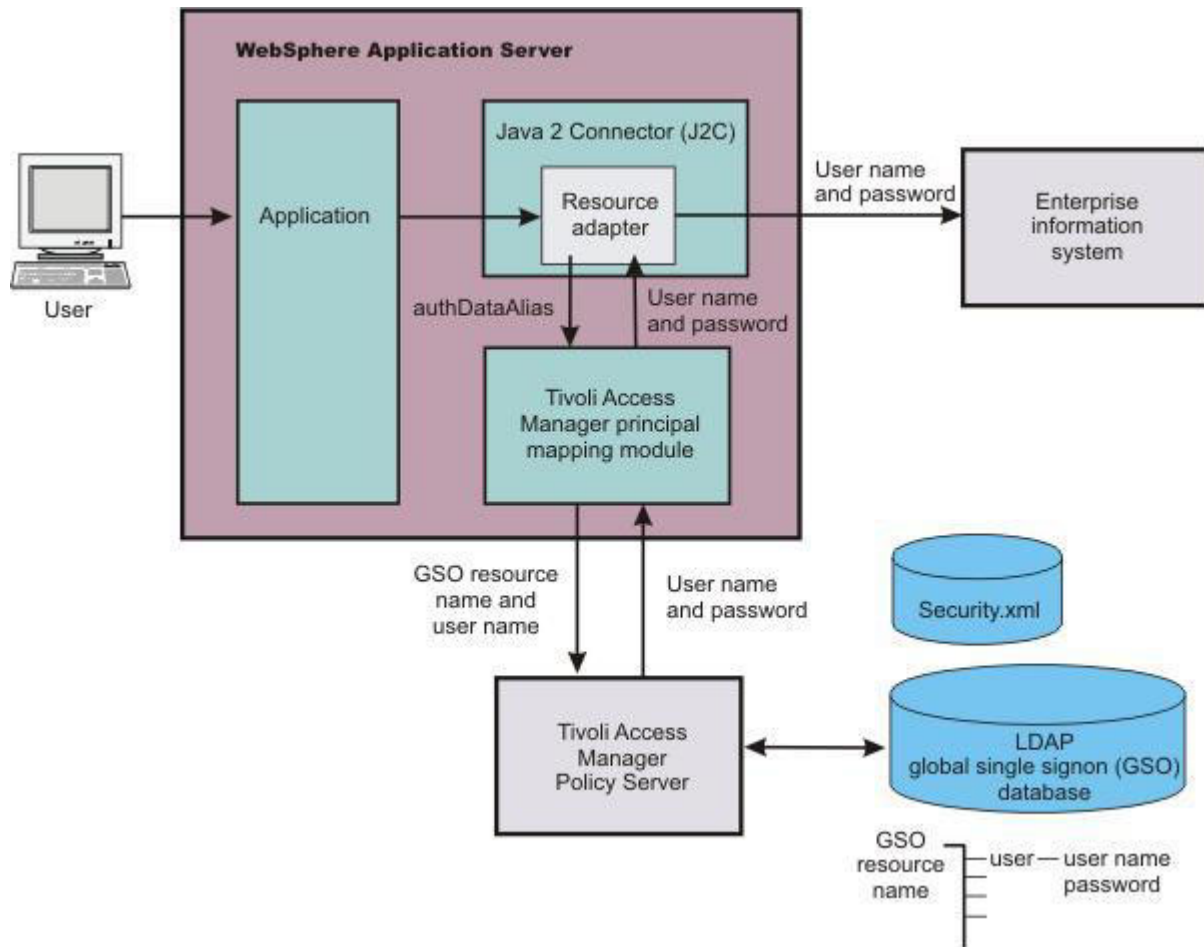 WebSphere Application Server
Java 2 Connector (J2C)
User name
and password
Application
Resource
adapter
Enterprise
information
system
User
authDataAlias
User name
and password
Tivoli Access
Manager principal
mapping module
GSO resource
name and
user name
User name
and password
Security.xml
Tivoli Access
Manager
Policy Server
LDAP
global single signon (GSO)
database
GSO
resource
name
user
user name
password